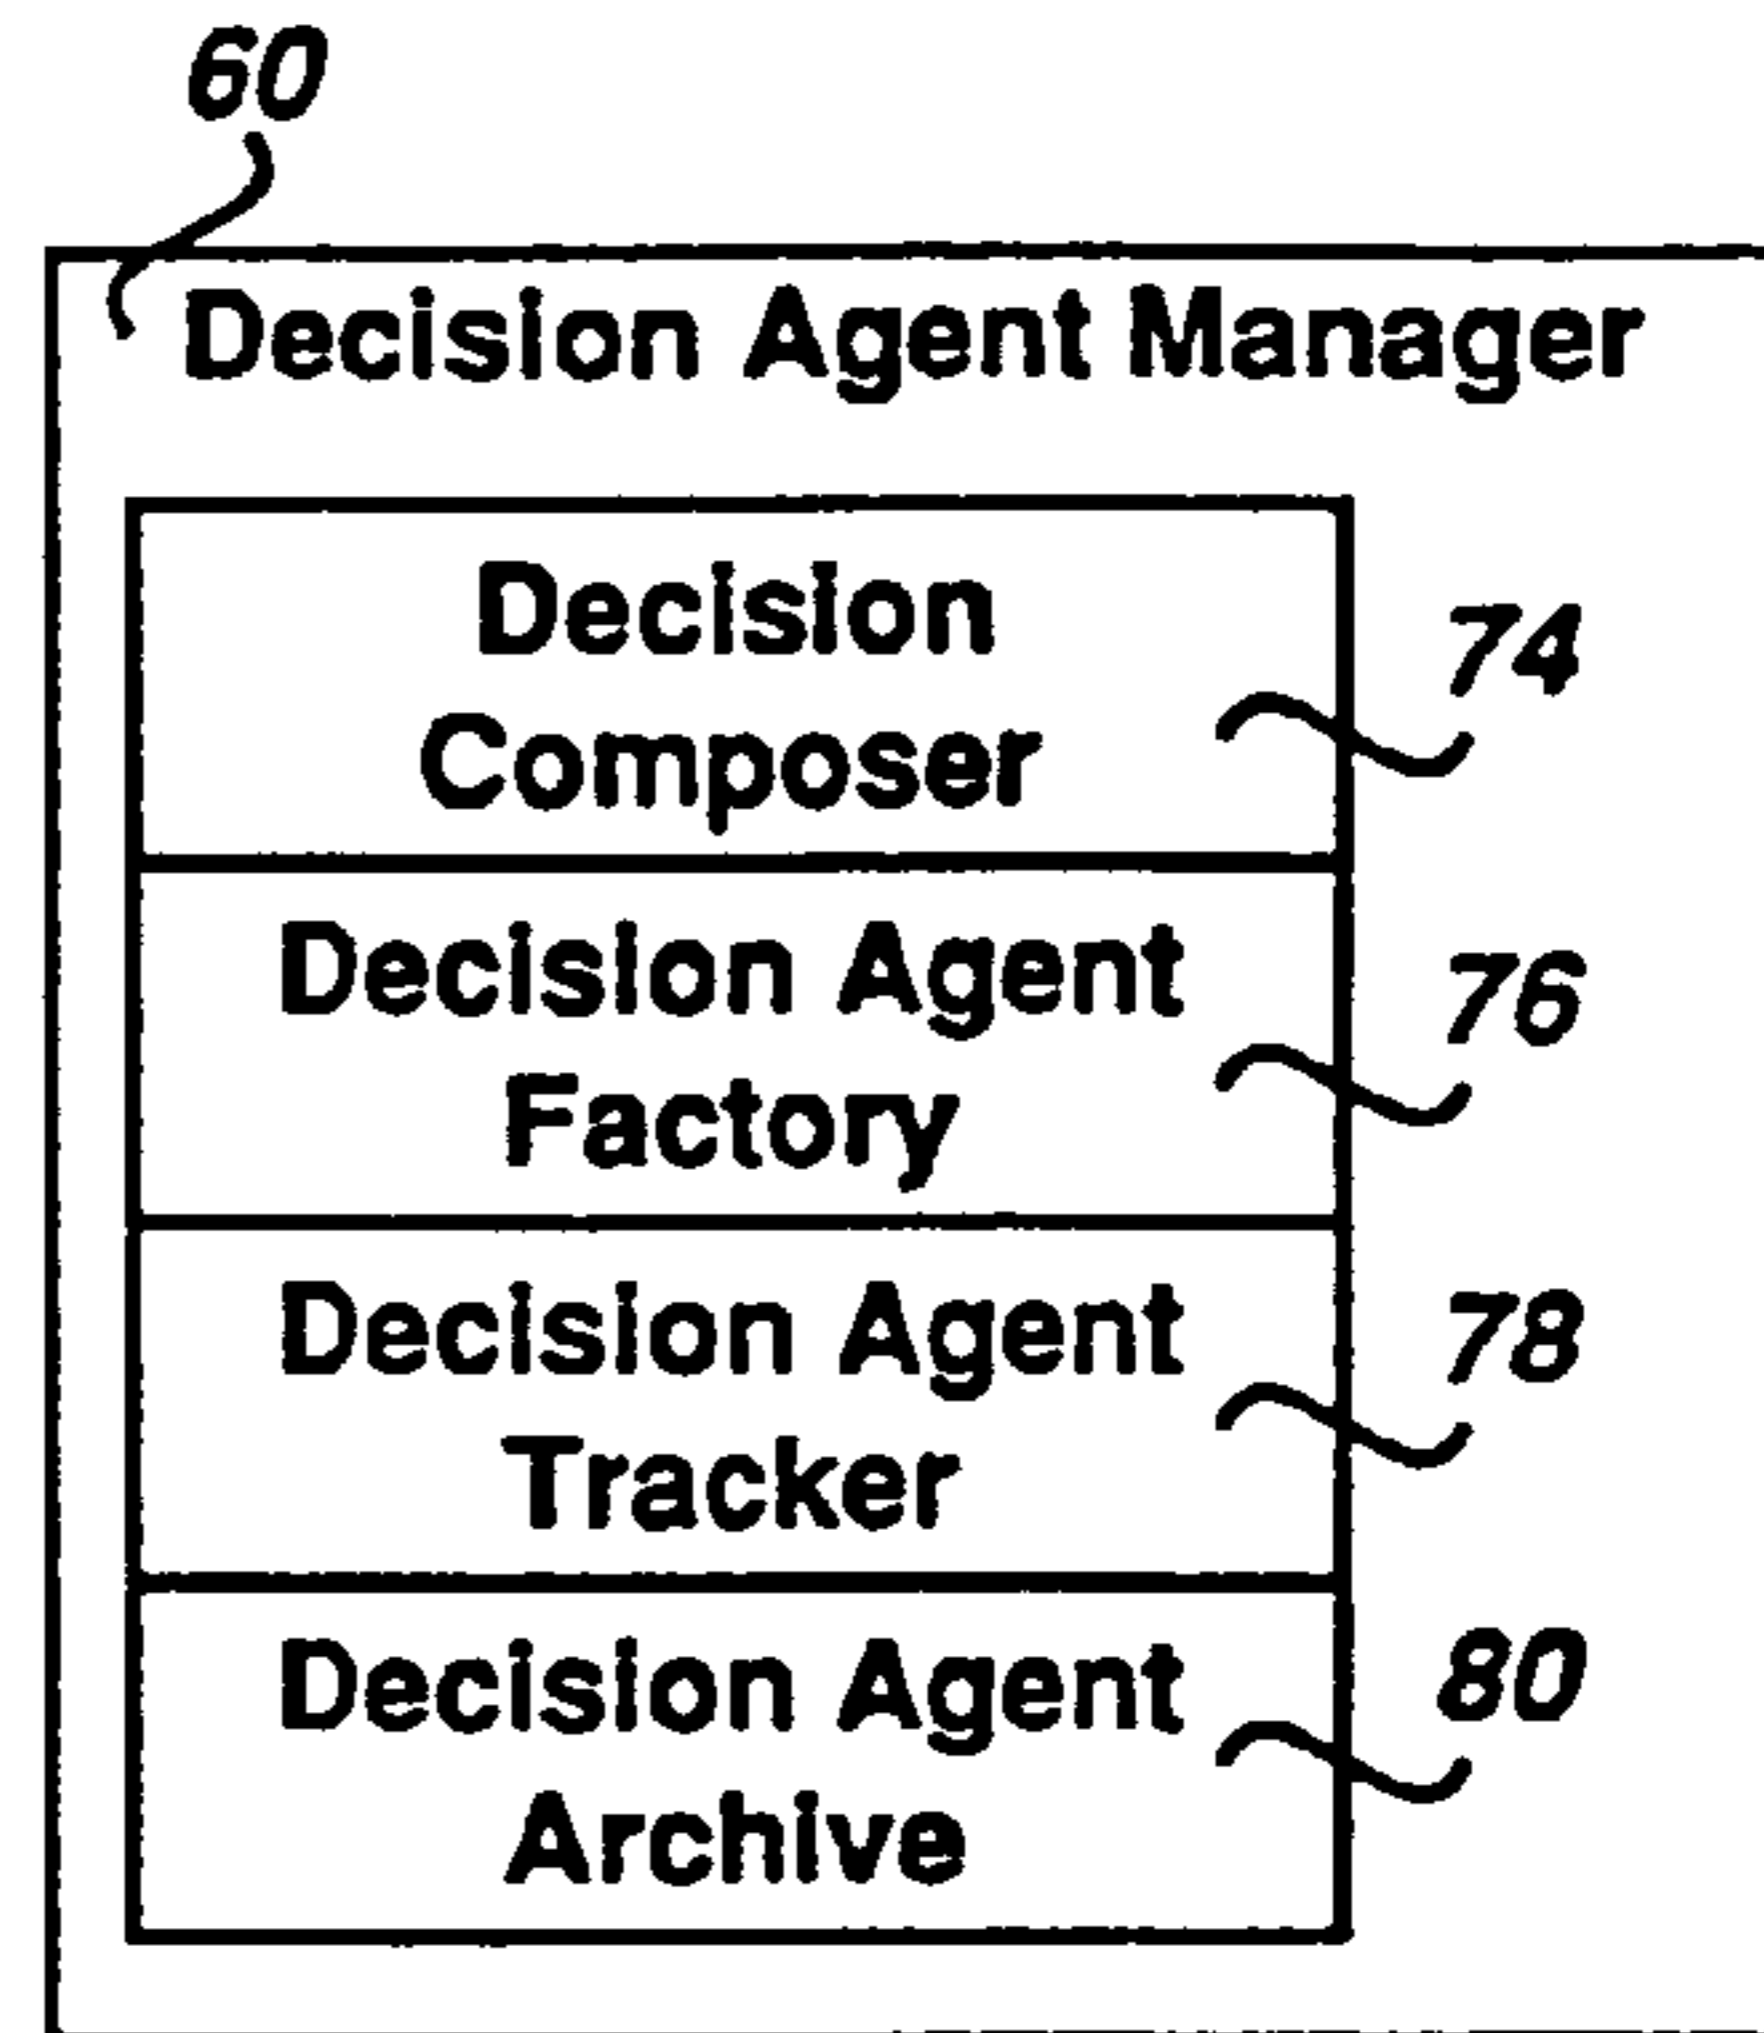 60
Decision Agent Manager
Decision
Composer
74
Decision Agent
Factory
76
Decision Agent
Tracker
78
Decision Agent
Archive
80